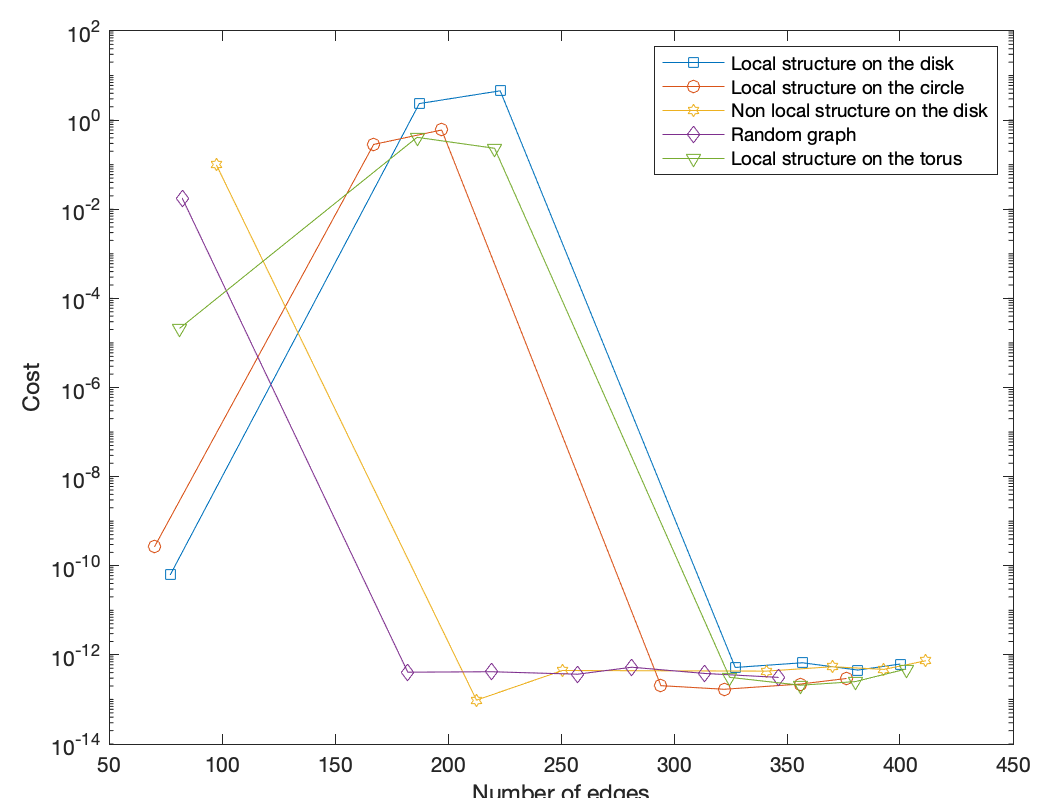 10^2
10^0
10^-2
10^-4
10^-6
10^-8
10^-10
10^-12
10^-14
Cost
Local structure on the disk
Local structure on the circle
Non local structure on the disk
Random graph
Local structure on the torus
50 100 150 200 250 300 350 400 450
Number of edges